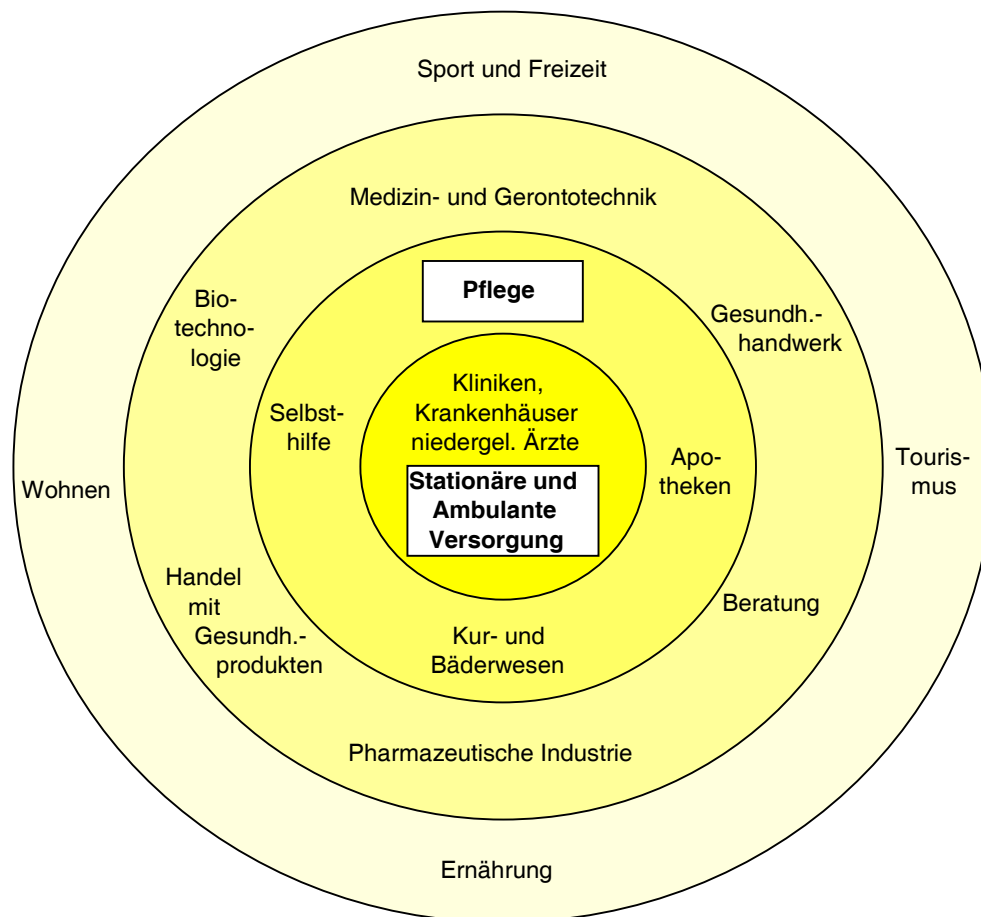 Sport und Freizeit
Medizin- und Gerontotechnik
Pflege
Bio-
techno-
logie
Gesundh.-
handwerk
Kliniken,
Krankenhäuser
niedergel. Ärzte
Selbst-
hilfe
Apo-
theken
Touris-
mus
Wohnen
Stationäre und
Ambulante
Versorgung
Handel
mit
Gesundh.-
produkten
Beratung
Kur- und
Bäderwesen
Pharmazeutische Industrie
Ernährung